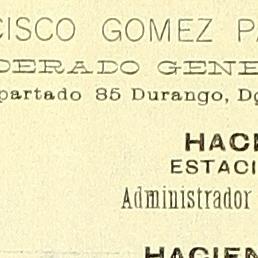 CISCO GOMEZ PA
DERADO GENE
partado 85 Durango, Dg
HACI
ESTACI
Administrador
HACIEN